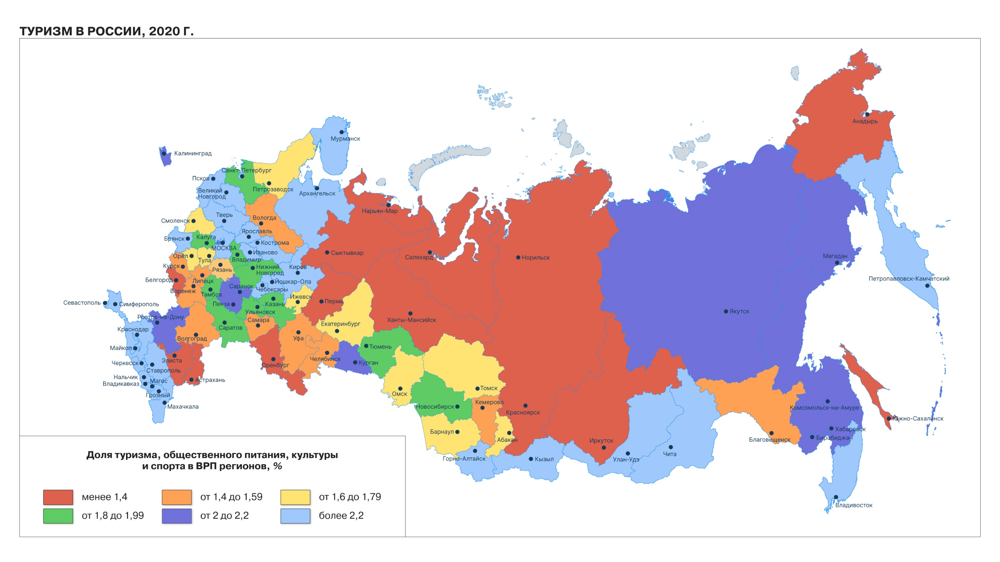 ТУРИЗМ В РОССИИ, 2020 Г.
Анадырь
Мурманск
Калининград
Санкт-Петербург
Псков
Петрозаводск
Великий
Новгород
Архангельск
Нарьян-Мар
Тверь
Вологда
Смоленск
Ярославль
Калуга
Брянск
Кострома
МОСКВА
Иваново
Сыктывкар
Салехард
Норильск
Магадан
Орёл
Тула
Владимир
Курск
Рязань
Нижний
Новгород
Киров
Петропавловск-Камчатский
Белгород
Липецк
Йошкар-Ола
Воронеж
Саранск
Чебоксары
Тамбов
Ижевск
Пермь
Севастополь
Симферополь
Пенза
Казань
Ульяновск
Якутск
Ростов-на-Дону
Самара
Ханты-Мансийск
Екатеринбург
Краснодар
Саратов
Волгоград
Уфа
Майкоп
Тюмень
Челябинск
Элиста
Черкесск
Оренбург
Курган
Ставрополь
Нальчик
Магас
Астрахань
Владикавказ
Грозный
Томск
Омск
Махачкала
Новосибирск
Кемерово
Красноярск
Комсомольск-на-Амуре
Южно-Сахалинск
Барнаул
Абакан
Иркутск
Хабаровск
Биробиджан
Благовещенск
Горно-Алтайск
Кызыл
Улан-Удэ
Чита
Владивосток
Доля туризма, общественного питания, культуры
и спорта в ВРП регионов, %
менее 1,4
от 1,4 до 1,59
от 1,6 до 1,79
от 1,8 до 1,99
от 2 до 2,2
более 2,2